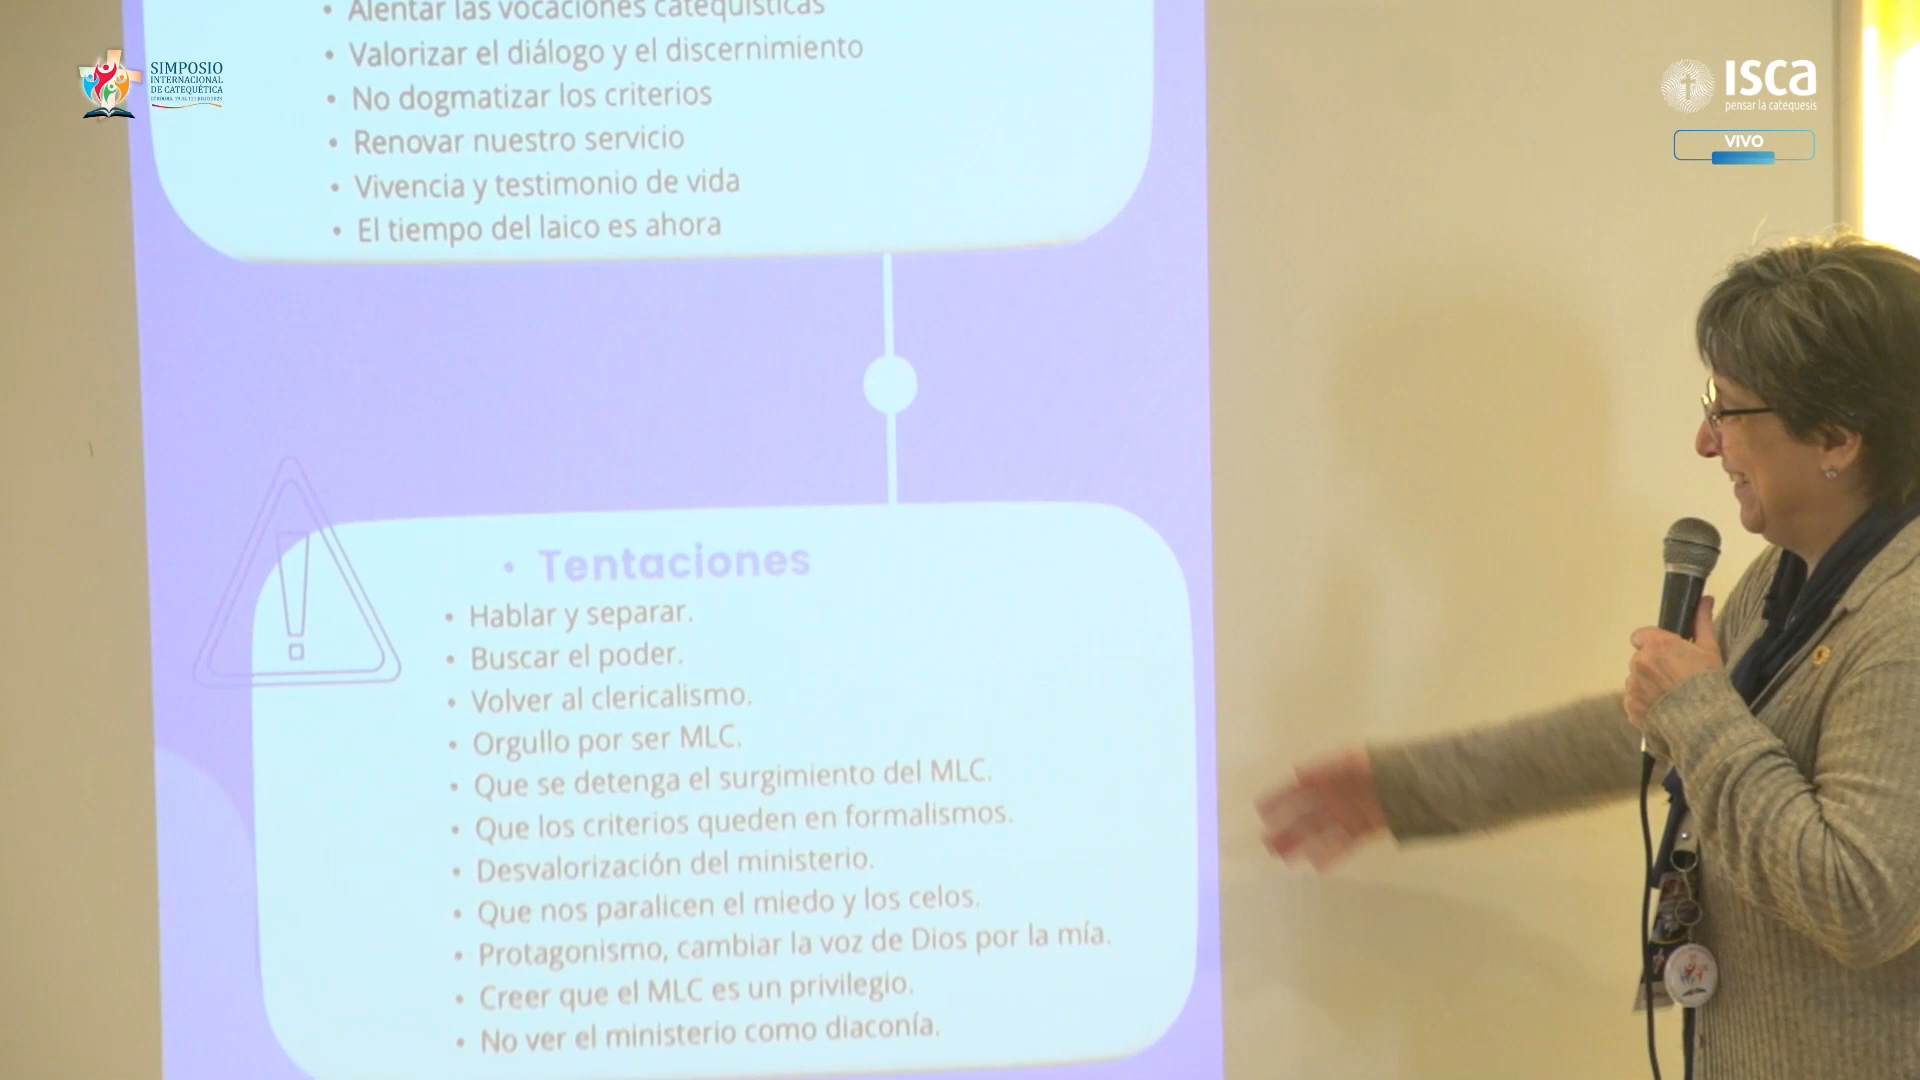 Alentar las vocaciones catequísticas
• Valorizar el diálogo y el discernimiento
• No dogmatizar los criterios
• Renovar nuestro servicio
• Vivencia y testimonio de vida
• El tiempo del laico es ahora
SIMPOSIO
INTERNACIONAL
DE CATEQUÉTICA
isca
pensar la catequesis
VIVO
• Tentaciones
• Hablar y separar.
• Buscar el poder.
• Volver al clericalismo.
• Orgullo por ser MLC.
• Que se detenga el surgimiento del MLC.
• Que los criterios queden en formalismos.
• Desvalorización del ministerio.
• Que nos paralicen el miedo y los celos.
• Protagonismo, cambiar la voz de Dios por la mía.
• Creer que el MLC es un privilegio.
• No ver el ministerio como diaconía.